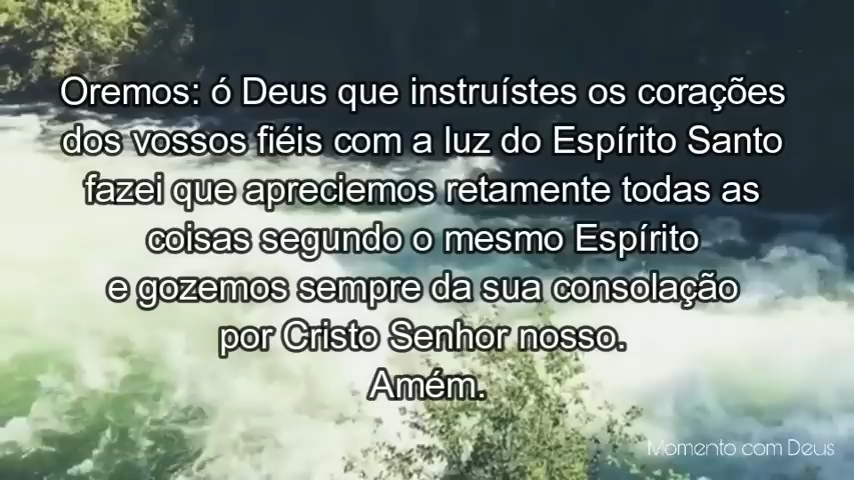 Oremos: ó Deus que instruístes os corações
dos vossos fiéis com a luz do Espírito Santo
fazei que apreciemos retamente todas as
coisas segundo o mesmo Espírito
e gozemos sempre da sua consolação
por Cristo Senhor nosso.
Amém.
Momento com Deus